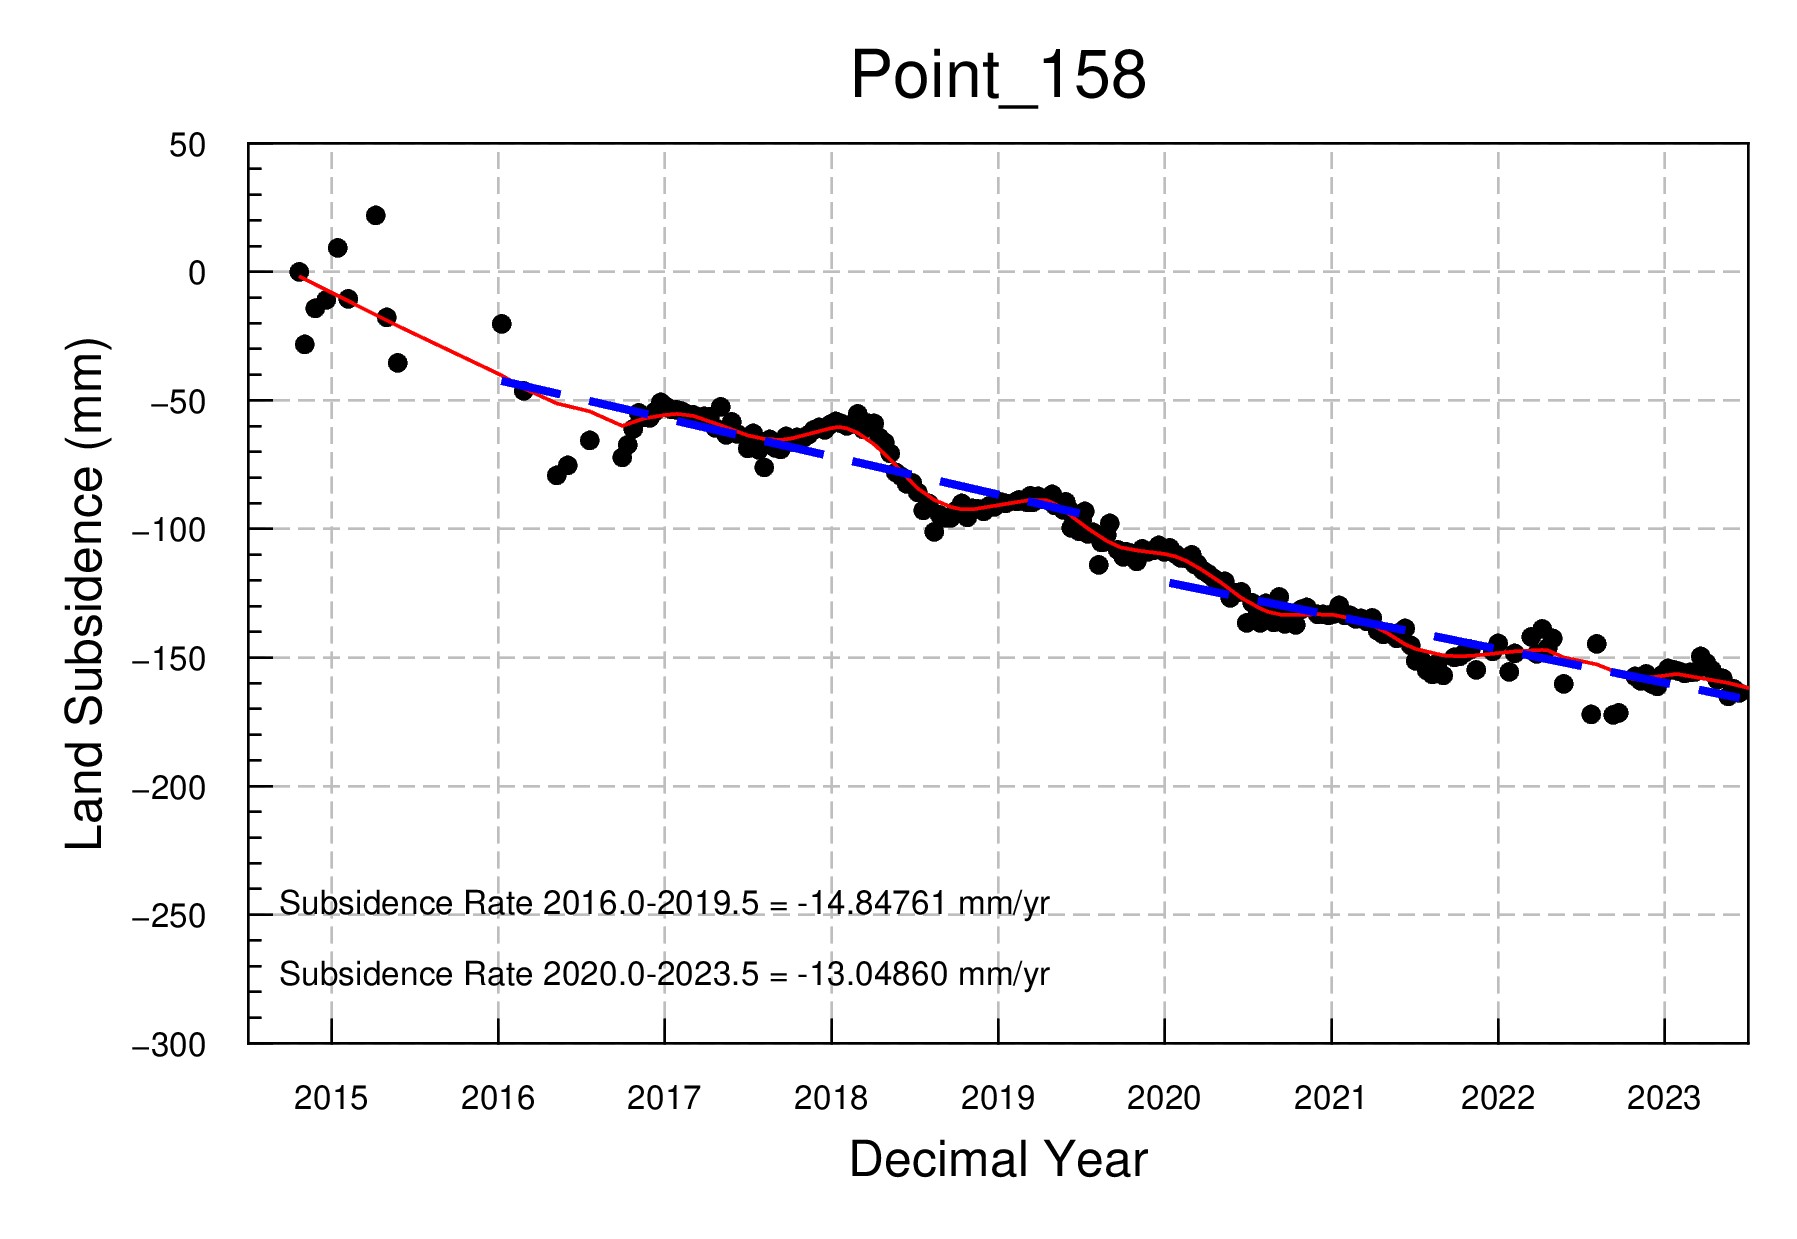 Point_158
50
0
−50
−100
−150
−200
−250
−300
Land Subsidence (mm)
Subsidence Rate 2016.0-2019.5 = -14.84761 mm/yr
Subsidence Rate 2020.0-2023.5 = -13.04860 mm/yr
2015 2016 2017 2018 2019 2020 2021 2022 2023
Decimal Year